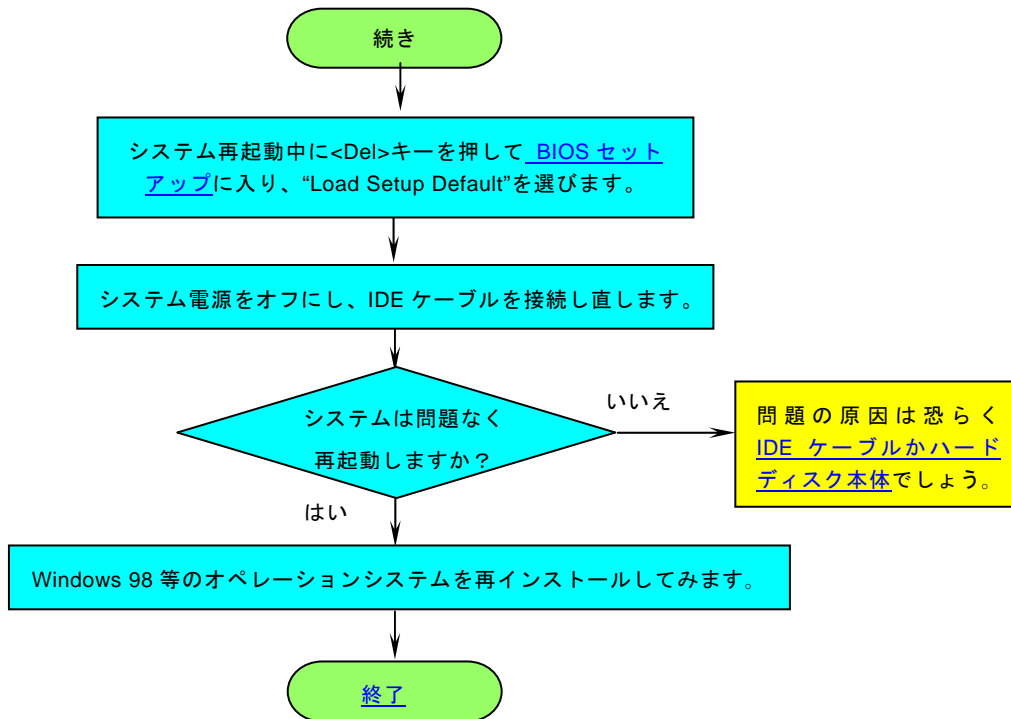 続き
システム再起動中に<Del>キーを押して BIOS セット
アップに入り、“Load Setup Default”を選びます。
システム電源をオフにし、IDE ケーブルを接続し直します。
システムは問題なく
再起動しますか？
いいえ
問題の原因は恐らく
IDE ケーブルかハード
ディスク本体でしょう。
はい
Windows 98 等のオペレーションシステムを再インストールしてみます。
終了